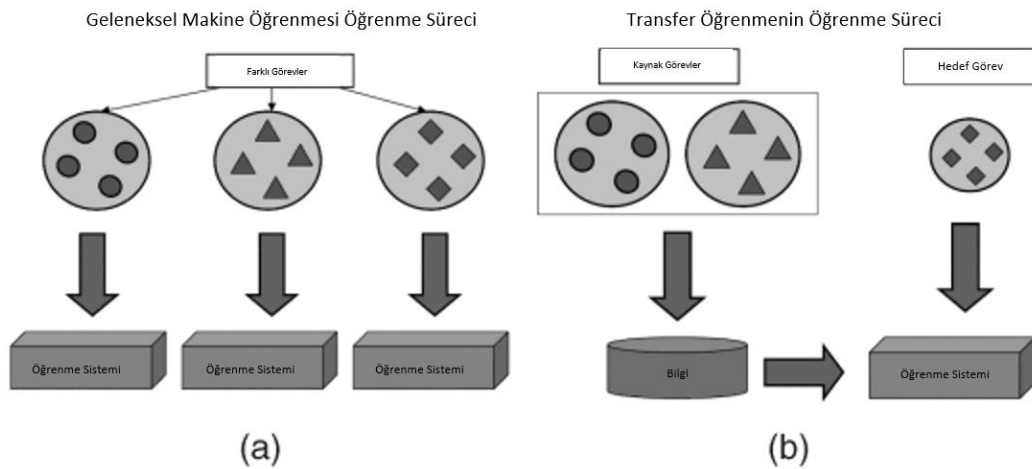 Geleneksel Makine Öğrenmesi Öğrenme Süreci
Farklı Görevler
Öğrenme Sistemi
Öğrenme Sistemi
Öğrenme Sistemi
(a)
Transfer Öğrenmenin Öğrenme Süreci
Kaynak Görevler
Hedef Görev
Bilgi
Öğrenme Sistemi
(b)